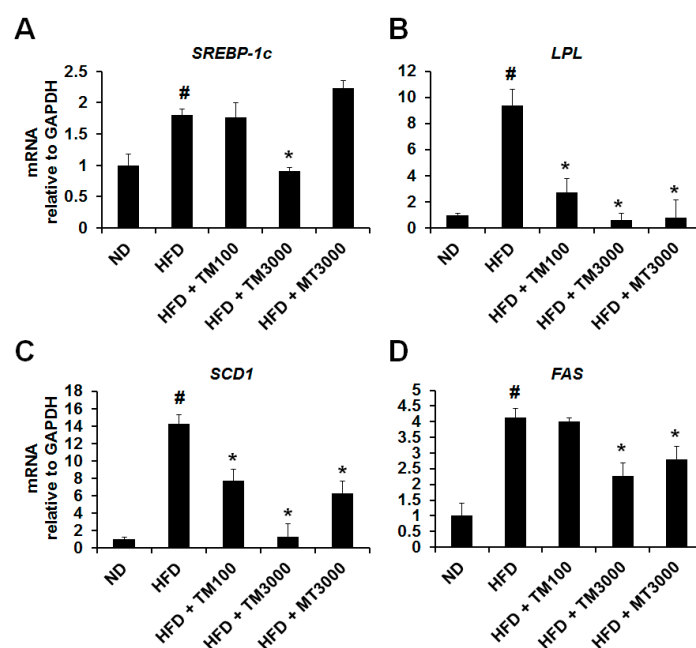 A
SREBP-1c
mRNA
relative to GAPDH
2.5
2
1.5
1
0.5
0
#
*
ND
HFD
HFD + TM100
HFD + TM3000
HFD + MT3000
B
LPL
12
10
8
6
4
2
0
#
*
*
*
ND
HFD
HFD + TM100
HFD + TM3000
HFD + MT3000
C
SCD1
mRNA
relative to GAPDH
18
16
14
12
10
8
6
4
2
0
#
*
*
*
ND
HFD
HFD + TM100
HFD + TM3000
HFD + MT3000
D
FAS
5
4.5
4
3.5
3
2.5
2
1.5
1
0.5
0
#
*
*
ND
HFD
HFD + TM100
HFD + TM3000
HFD + MT3000